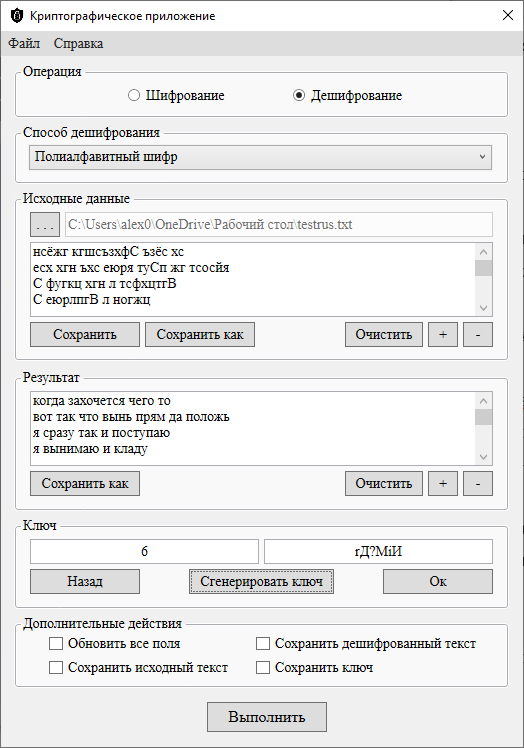 Криптографическое приложение
Файл Справка
Операция
Шифрование Дешифрование
Способ дешифрования
Полиалфавитный шифр
Исходные данные
. . . C:\Users\alex0\OneDrive\Рабочий стол\testrus.txt
нсёжг кгшсъзхфС ъзёс хс
есх хгн ъхс еюря туСп жг тсосйя
С фугкц хгн л тсфхцтгВ
С еюрлпгВ л ногжц
Сохранить Сохранить как Очистить + -
Результат
когда захочется чего то
вот так что вынь прям да положь
я сразу так и поступаю
я вынимаю и кладу
Сохранить как Очистить + -
Ключ
6 rД?МіИ
Назад Сгенерировать ключ Ок
Дополнительные действия
Обновить все поля Сохранить дешифрованный текст
Сохранить исходный текст Сохранить ключ
Выполнить